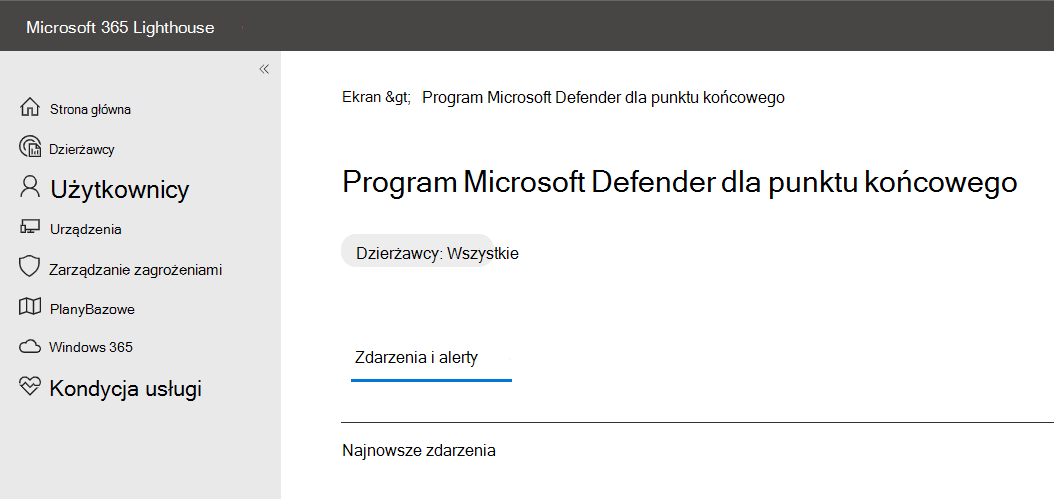 Microsoft 365 Lighthouse
Strona główna
Dzierżawcy
Użytkownicy
Urządzenia
Zarządzanie zagrożeniami
PlanyBazowe
Windows 365
Kondycja usługi
Ekran &gt; Program Microsoft Defender dla punktu końcowego
Program Microsoft Defender dla punktu końcowego
Dzierżawcy: Wszystkie
Zdarzenia i alerty
Najnowsze zdarzenia